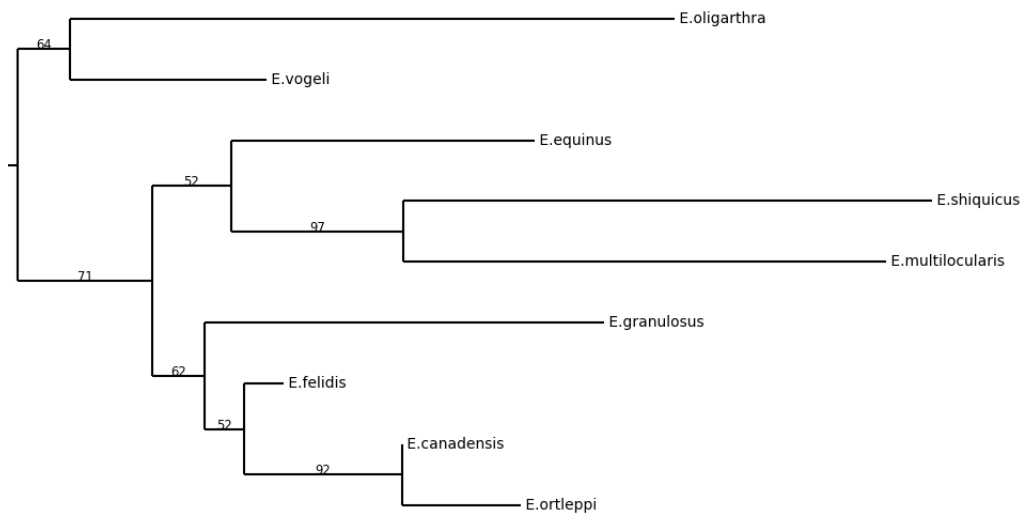 E.oligarthra
64
E.vogeli
E.equinus
52
E.shiquicus
97
E.multilocularis
71
E.granulosus
62
E.felidis
52
E.canadensis
92
E.ortleppi